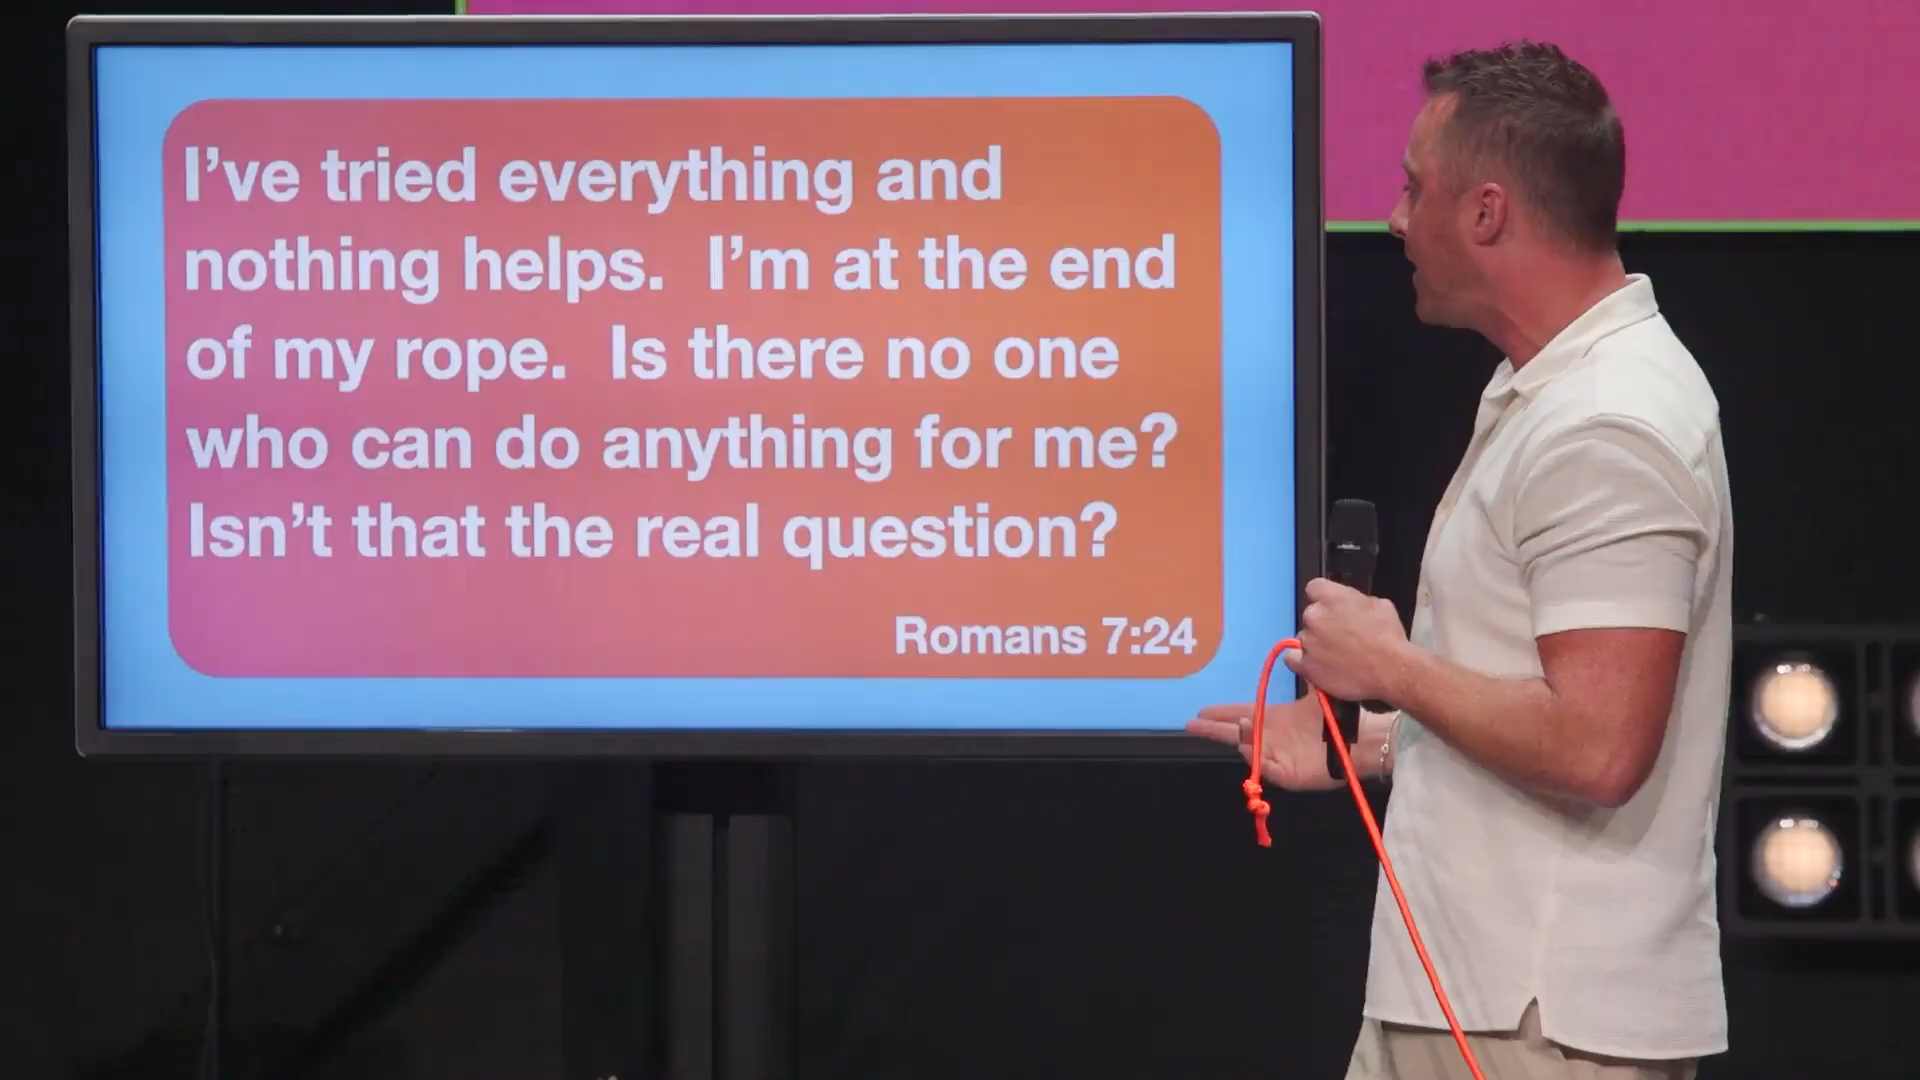 I’ve tried everything and
nothing helps.  I’m at the end
of my rope.  Is there no one
who can do anything for me?
Isn’t that the real question?
Romans 7:24